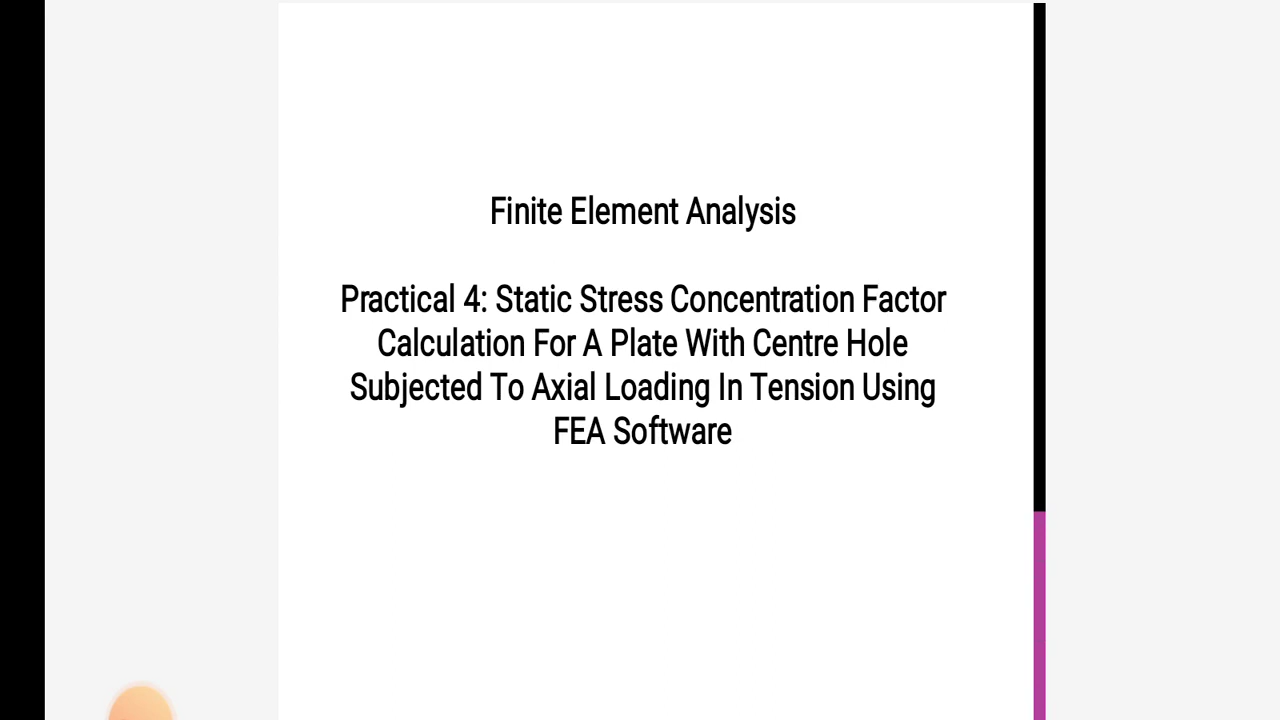 Finite Element Analysis
Practical 4: Static Stress Concentration Factor
Calculation For A Plate With Centre Hole
Subjected To Axial Loading In Tension Using
FEA Software